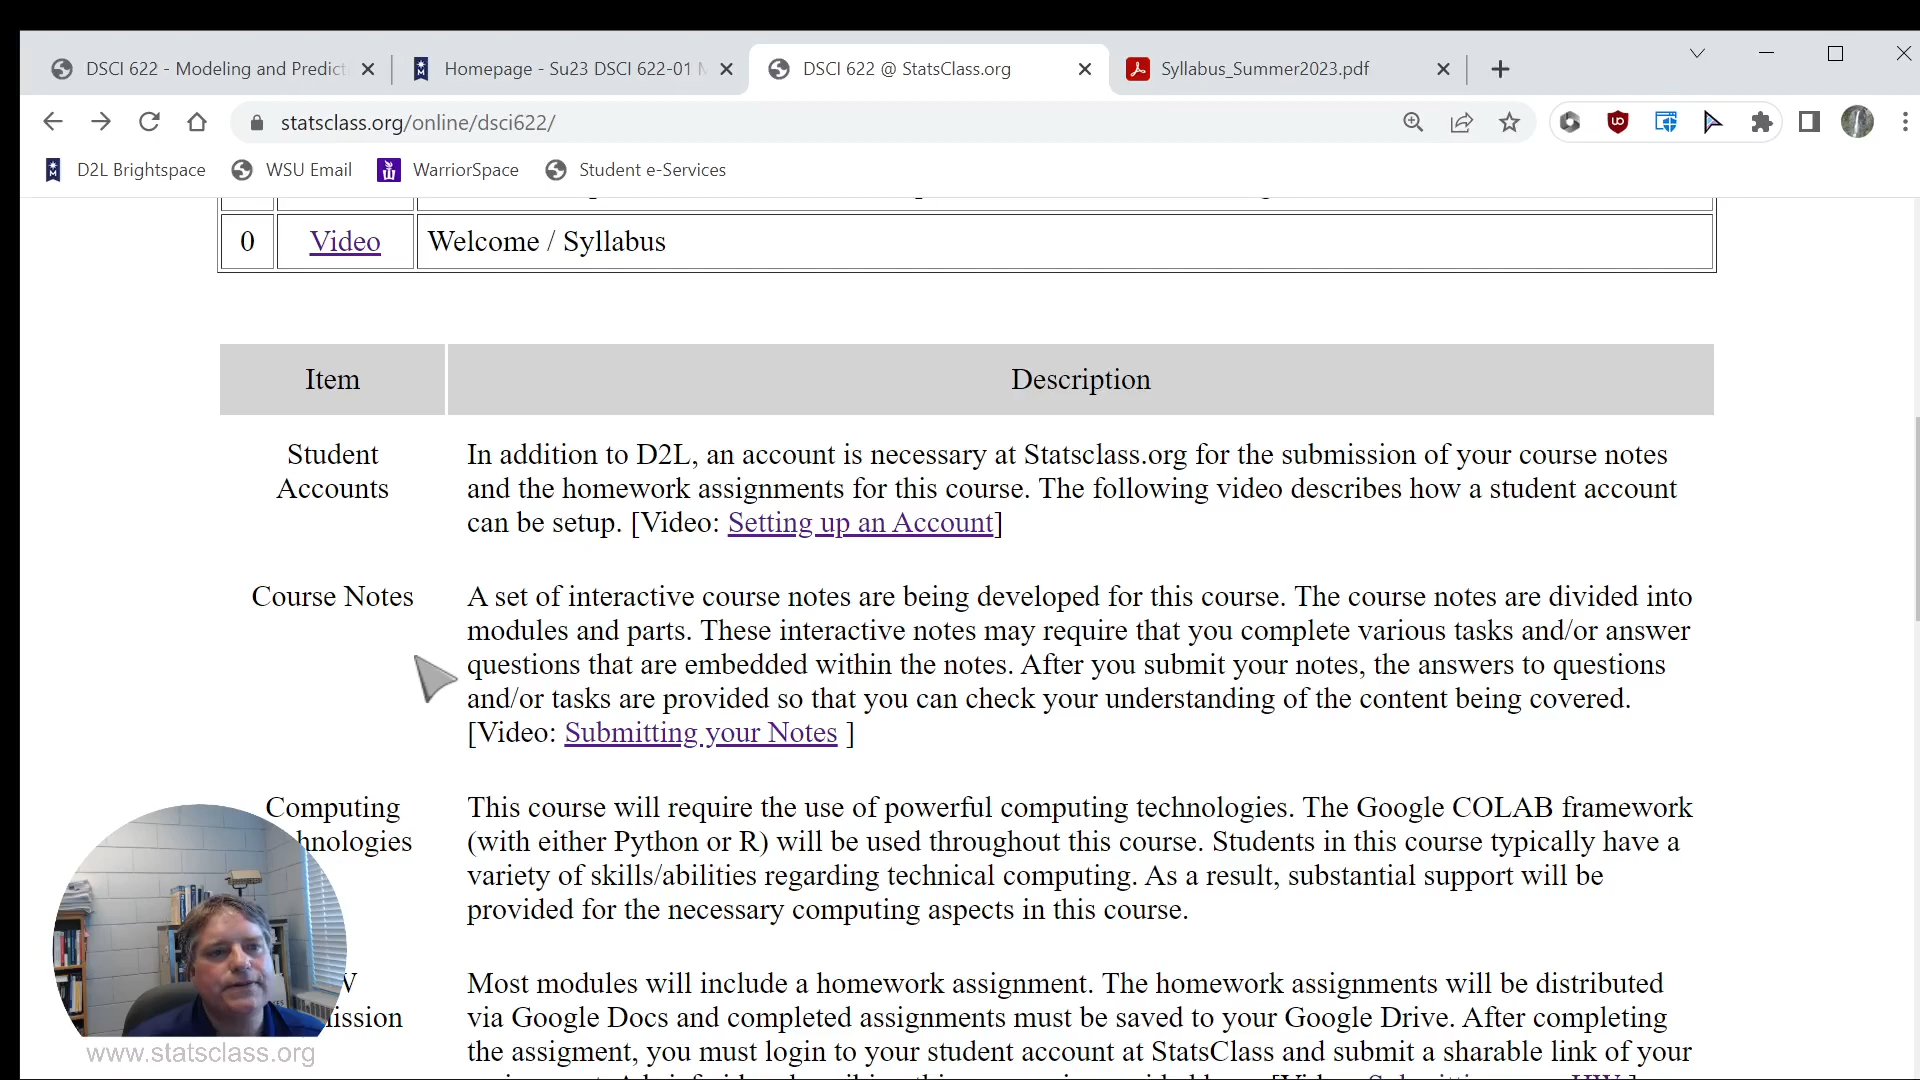 DSCI 622 - Modeling and Predict
Homepage - Su23 DSCI 622-01 M
DSCI 622 @ StatsClass.org
Syllabus_Summer2023.pdf
statsclass.org/online/dsci622/
D2L Brightspace
WSU Email
WarriorSpace
Student e-Services
0 Video Welcome / Syllabus
Item Description
Student
Accounts
In addition to D2L, an account is necessary at Statsclass.org for the submission of your course notes
and the homework assignments for this course. The following video describes how a student account
can be setup. [Video: Setting up an Account]
Course Notes
A set of interactive course notes are being developed for this course. The course notes are divided into
modules and parts. These interactive notes may require that you complete various tasks and/or answer
questions that are embedded within the notes. After you submit your notes, the answers to questions
and/or tasks are provided so that you can check your understanding of the content being covered.
[Video: Submitting your Notes ]
Computing
hnologies
This course will require the use of powerful computing technologies. The Google COLAB framework
(with either Python or R) will be used throughout this course. Students in this course typically have a
variety of skills/abilities regarding technical computing. As a result, substantial support will be
provided for the necessary computing aspects in this course.
ission
Most modules will include a homework assignment. The homework assignments will be distributed
via Google Docs and completed assignments must be saved to your Google Drive. After completing
the assigment, you must login to your student account at StatsClass and submit a sharable link of your
www.statsclass.org